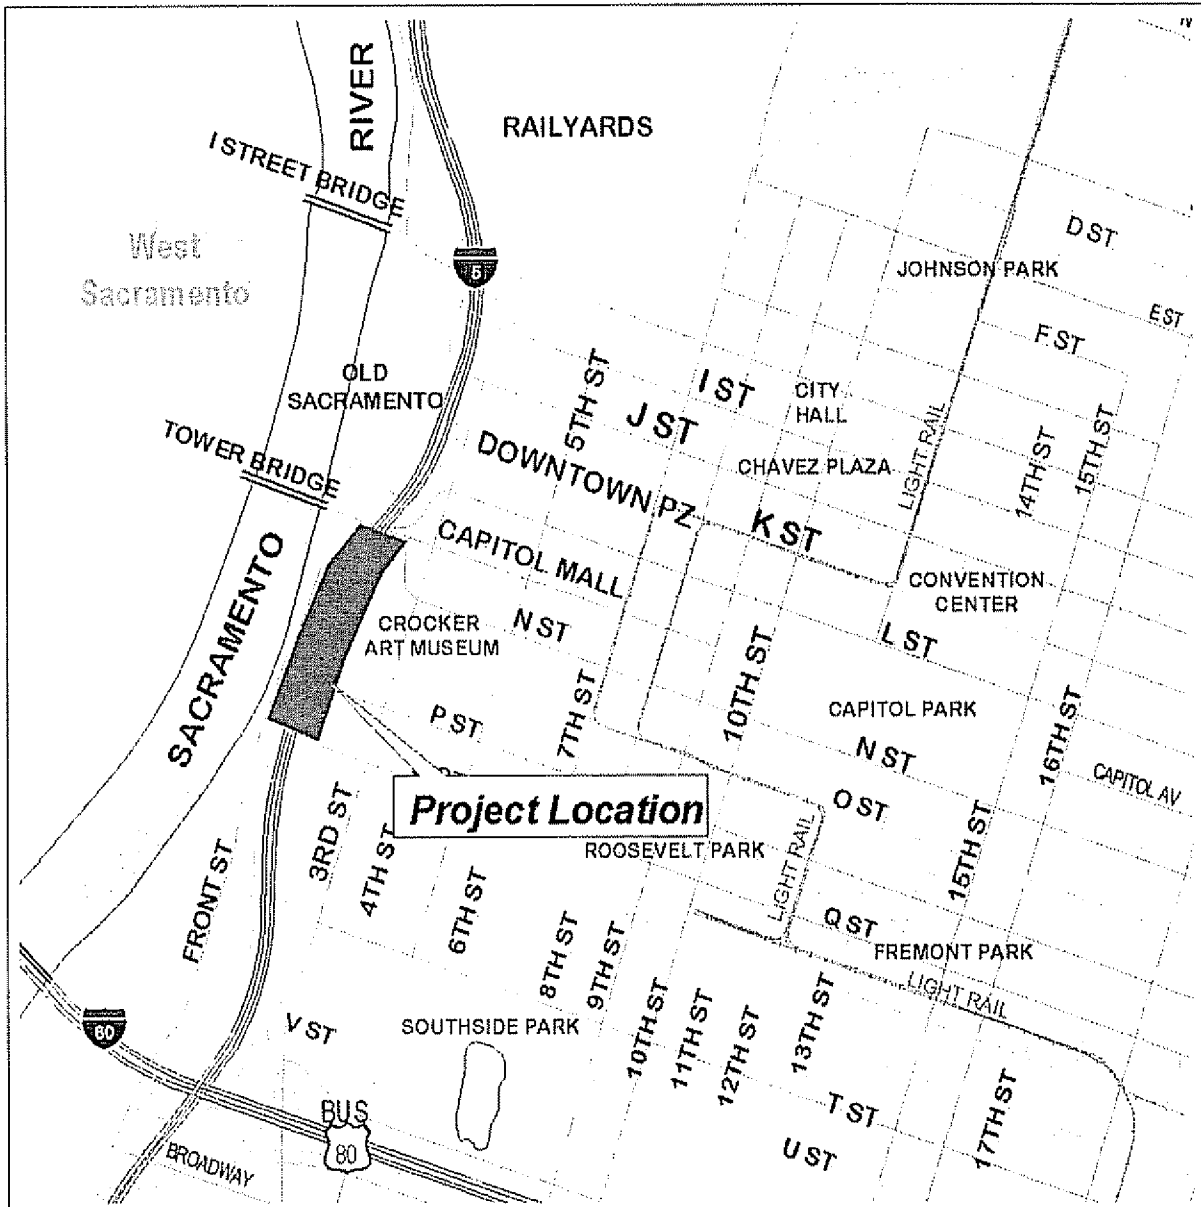 RIVER
RAILYARDS
I STREET BRIDGE
West
Sacramento
5
D ST
JOHNSON PARK
E ST
F ST
OLD
SACRAMENTO
5TH ST
I ST
CITY
HALL
J ST
LIGHT RAIL
14TH ST
15TH ST
TOWER BRIDGE
DOWNTOWN PZ
CHAVEZ PLAZA
K ST
CAPITOL MALL
CONVENTION
CENTER
SACRAMENTO
CROCKER
ART MUSEUM
N ST
L ST
10TH ST
P ST
7TH ST
CAPITOL PARK
N ST
16TH ST
CAPITOL AV
Project Location
O ST
3RD ST
4TH ST
ROOSEVELT PARK
LIGHT RAIL
15TH ST
FRONT ST
6TH ST
8TH ST
9TH ST
Q ST
FREMONT PARK
LIGHT RAIL
80
V ST
SOUTHSIDE PARK
10TH ST
11TH ST
12TH ST
13TH ST
17TH ST
T ST
U ST
BUS
80
BROADWAY